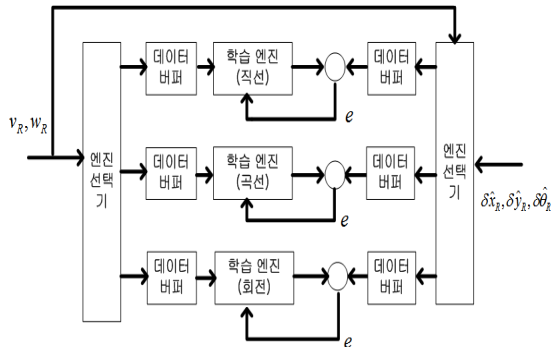 데이터
버퍼
학습 엔진
(직선)
데이터
버퍼
e
v_R, w_R
엔진
선택
기
데이터
버퍼
학습 엔진
(곡선)
데이터
버퍼
e
엔진
선택
기
δx̂_R, δŷ_R, δθ̂_R
데이터
버퍼
학습 엔진
(회전)
데이터
버퍼
e